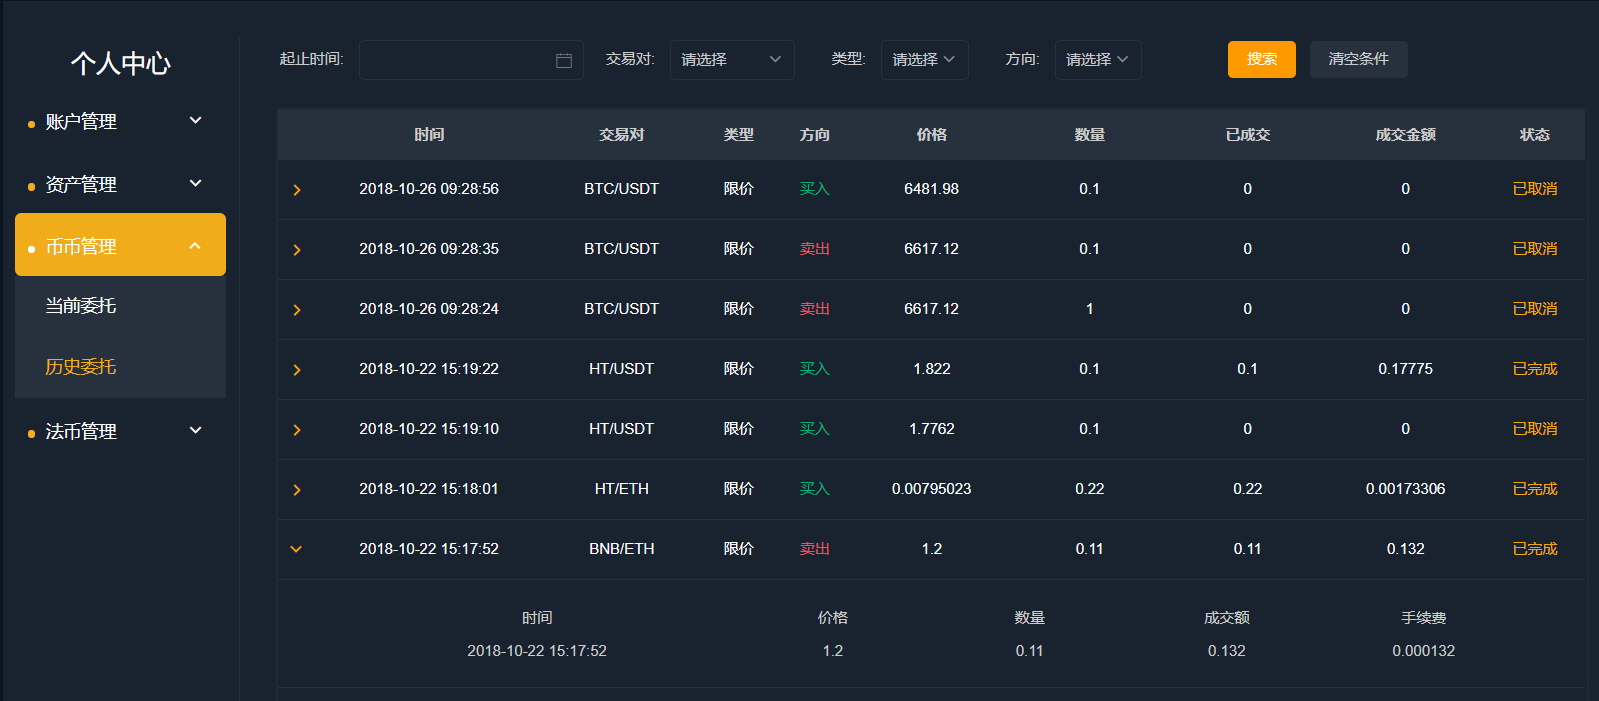 个人中心
账户管理
资产管理
币币管理
当前委托
历史委托
法币管理
起止时间: 交易对: 请选择 类型: 请选择 方向: 请选择 搜索 清空条件
时间 交易对 类型 方向 价格 数量 已成交 成交金额 状态
2018-10-26 09:28:56 BTC/USDT 限价 买入 6481.98 0.1 0 0 已取消
2018-10-26 09:28:35 BTC/USDT 限价 卖出 6617.12 0.1 0 0 已取消
2018-10-26 09:28:24 BTC/USDT 限价 卖出 6617.12 1 0 0 已取消
2018-10-22 15:19:22 HT/USDT 限价 买入 1.822 0.1 0.1 0.17775 已完成
2018-10-22 15:19:10 HT/USDT 限价 买入 1.7762 0.1 0 0 已取消
2018-10-22 15:18:01 HT/ETH 限价 买入 0.00795023 0.22 0.22 0.00173306 已完成
2018-10-22 15:17:52 BNB/ETH 限价 卖出 1.2 0.11 0.11 0.132 已完成
时间 价格 数量 成交额 手续费
2018-10-22 15:17:52 1.2 0.11 0.132 0.000132